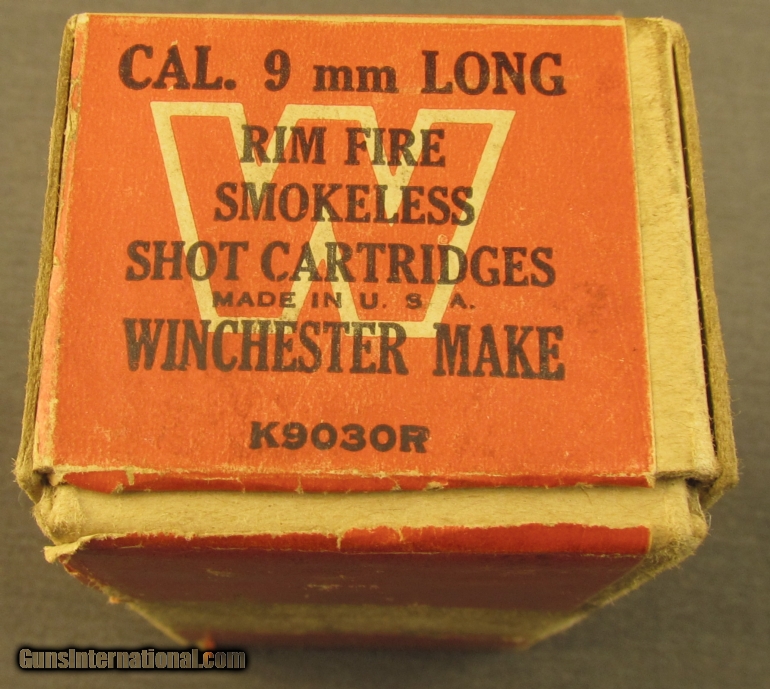 CAL. 9 mm LONG
W
RIM FIRE
SMOKELESS
SHOT CARTRIDGES
MADE IN U. S. A.
WINCHESTER MAKE
K9030R
GunsInternational.com